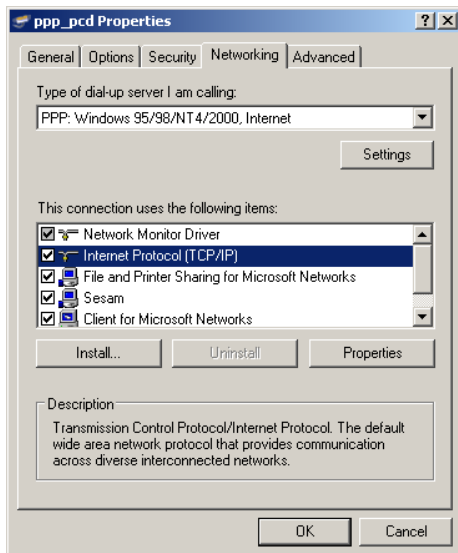 ppp_pcd Properties
General Options Security Networking Advanced
Type of dial-up server I am calling:
PPP: Windows 95/98/NT4/2000, Internet
Settings
This connection uses the following items:
Network Monitor Driver
Internet Protocol (TCP/IP)
File and Printer Sharing for Microsoft Networks
Sesam
Client for Microsoft Networks
Install... Uninstall Properties
Description
Transmission Control Protocol/Internet Protocol. The default
wide area network protocol that provides communication
across diverse interconnected networks.
OK Cancel